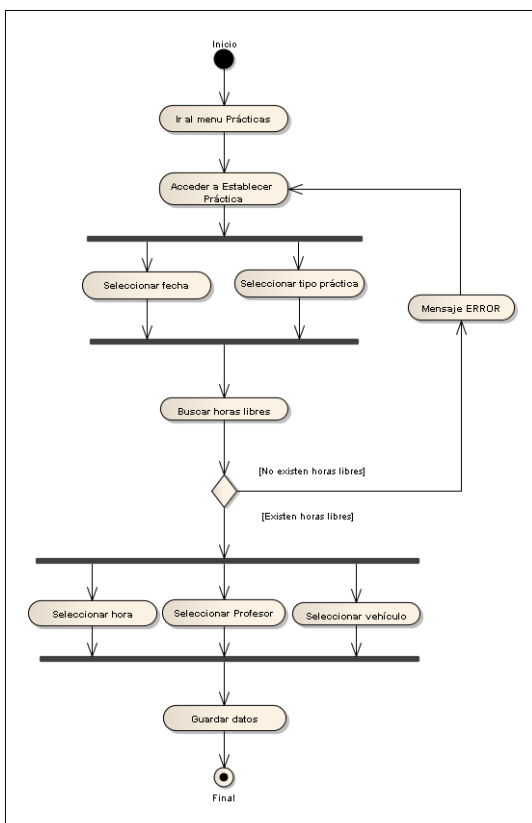 Inicio
Ir al menu Prácticas
Acceder a Establecer
Práctica
Seleccionar fecha
Seleccionar tipo práctica
Mensaje ERROR
Buscar horas libres
[No existen horas libres]
[Existen horas libres]
Seleccionar hora
Seleccionar Profesor
Seleccionar vehículo
Guardar datos
Final